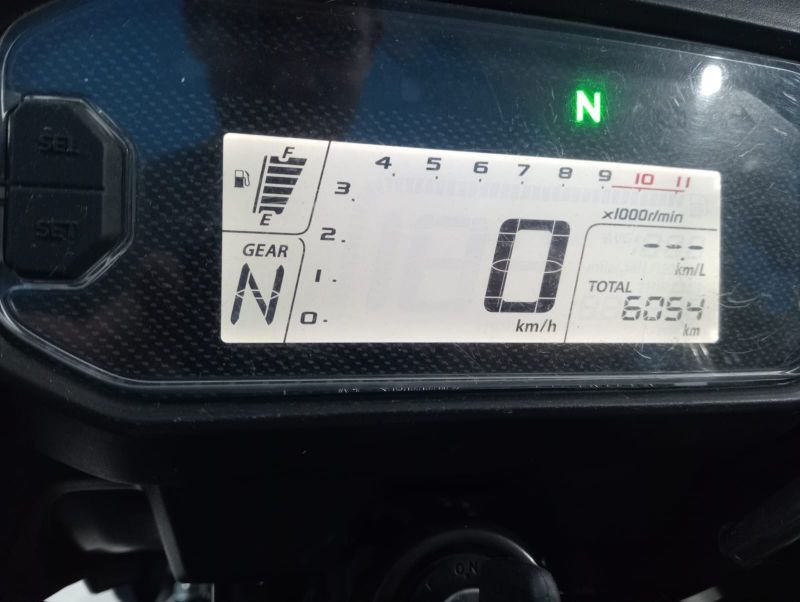 N
SEL
SET
F
E
GEAR
N
4 5 6 7 8 9 10 11
3
2
1
0
x1000r/min
0
km/h
---
km/L
TOTAL
6054
km
ON